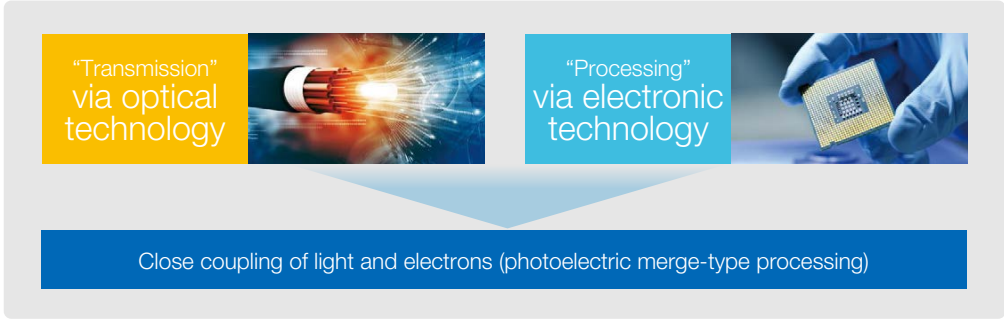 “Transmission”
via optical
technology
“Processing”
via electronic
technology
Close coupling of light and electrons (photoelectric merge-type processing)